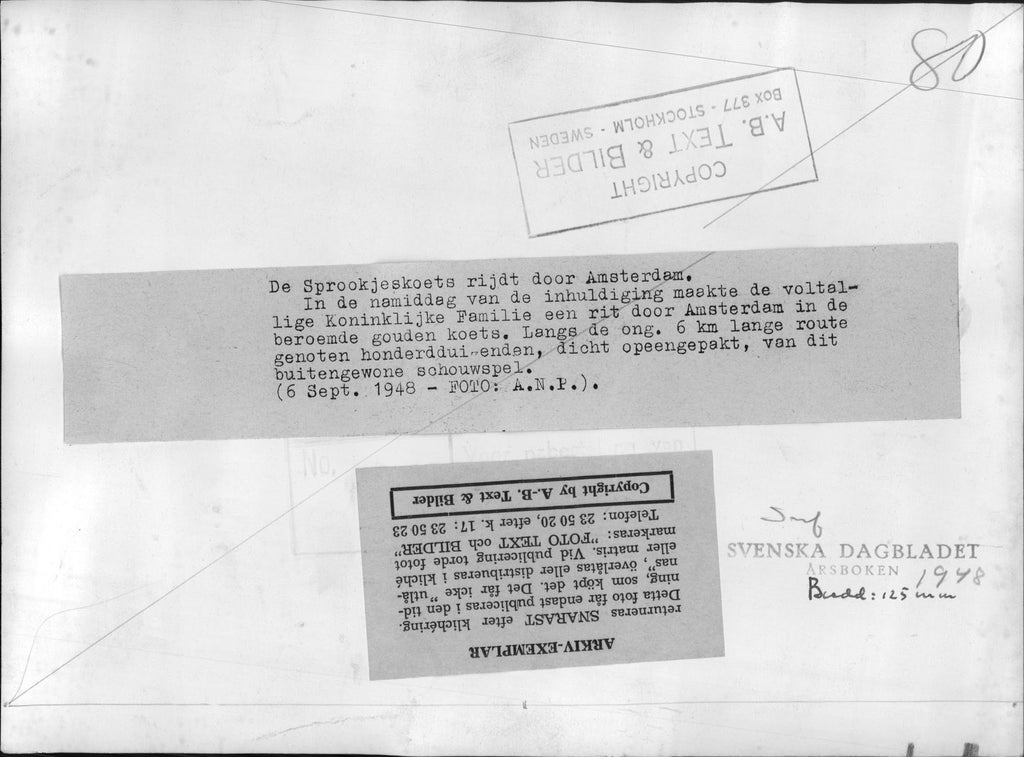 80
COPYRIGHT
A.B. TEXT & BILDER
BOX 377 - STOCKHOLM - SWEDEN
De Sprookjeskoets rijdt door Amsterdam.
In de namiddag van de inhuldiging maakte de voltal-
lige Koninklijke Familie een rit door Amsterdam in de
beroemde gouden koets. Langs de ong. 6 km lange route
genoten honderddui-enden, dicht opeengepakt, van dit
buitengewone schouwspel.
(6 Sept. 1948 - FOTO: A.N.P.).
No.
ARKIV-EXEMPLAR
returneras SNARAST efter klichéring.
Detta foto får endast publiceras i den tid-
ning, som köpt det. Det får icke "utlå-
nas", överlåtas eller distribueras i kliché
eller matris. Vid publicering torde fotot
markeras: "FOTO TEXT och BILDER"
Telefon: 23 50 20, efter k. 17: 23 50 23
Copyright by A.-B. Text & Bilder
SVENSKA DAGBLADET
ÅRSBOKEN 1948
Bredd: 125 mm